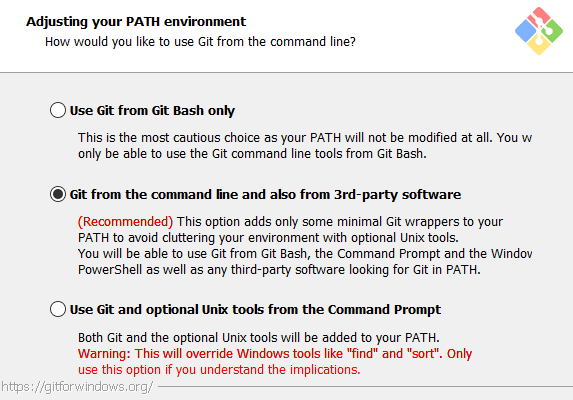 Adjusting your PATH environment
How would you like to use Git from the command line?
Use Git from Git Bash only
This is the most cautious choice as your PATH will not be modified at all. You w
only be able to use the Git command line tools from Git Bash.
Git from the command line and also from 3rd-party software
(Recommended) This option adds only some minimal Git wrappers to your
PATH to avoid cluttering your environment with optional Unix tools.
You will be able to use Git from Git Bash, the Command Prompt and the Window
PowerShell as well as any third-party software looking for Git in PATH.
Use Git and optional Unix tools from the Command Prompt
Both Git and the optional Unix tools will be added to your PATH.
Warning: This will override Windows tools like "find" and "sort". Only
use this option if you understand the implications.
https://gitforwindows.org/